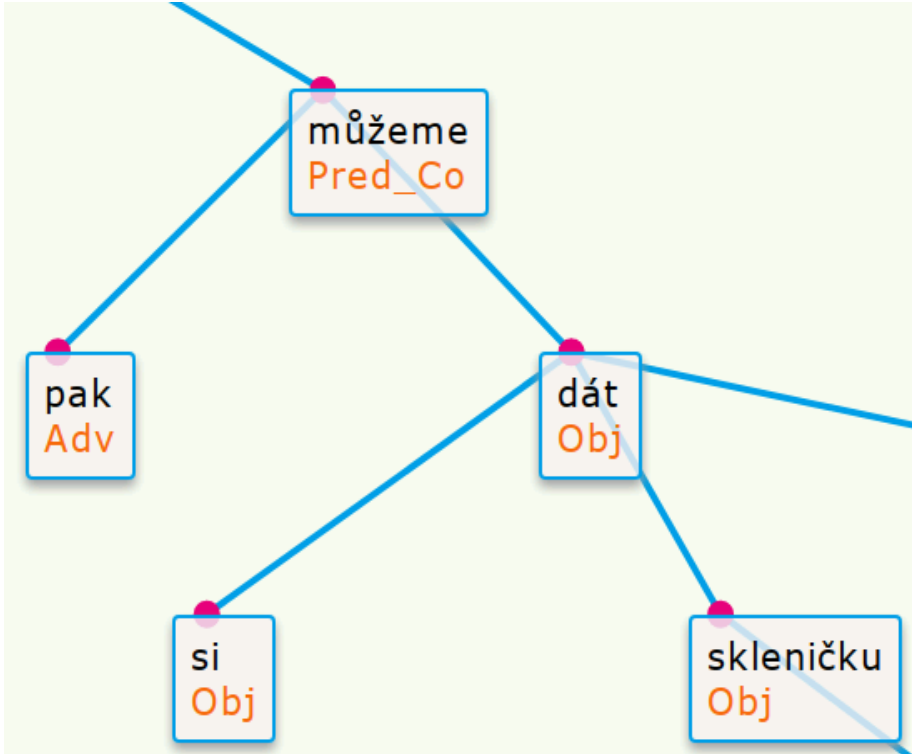 můžeme
Pred_Co
pak
Adv
dát
Obj
si
Obj
skleničku
Obj